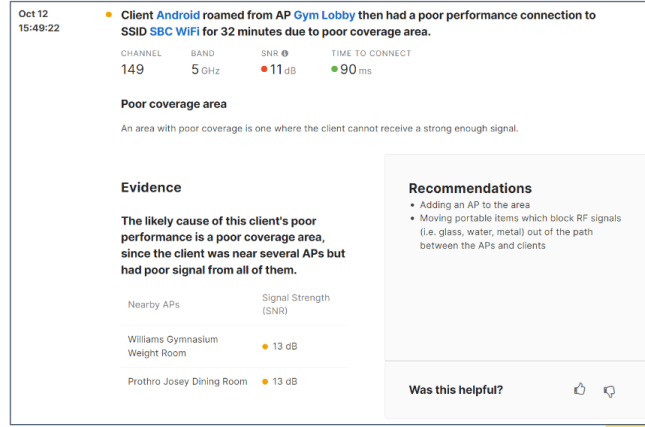 Oct 12
15:49:22
Client Android roamed from AP Gym Lobby then had a poor performance connection to
SSID SBC WiFi for 32 minutes due to poor coverage area.
CHANNEL BAND SNR TIME TO CONNECT
149 5 GHz 11 dB 90 ms
Poor coverage area
An area with poor coverage is one where the client cannot receive a strong enough signal.
Evidence
The likely cause of this client's poor
performance is a poor coverage area,
since the client was near several APs but
had poor signal from all of them.
Nearby APs Signal Strength
(SNR)
Williams Gymnasium
Weight Room 13 dB
Prothro Josey Dining Room 13 dB
Recommendations
• Adding an AP to the area
• Moving portable items which block RF signals
(i.e. glass, water, metal) out of the path
between the APs and clients
Was this helpful?